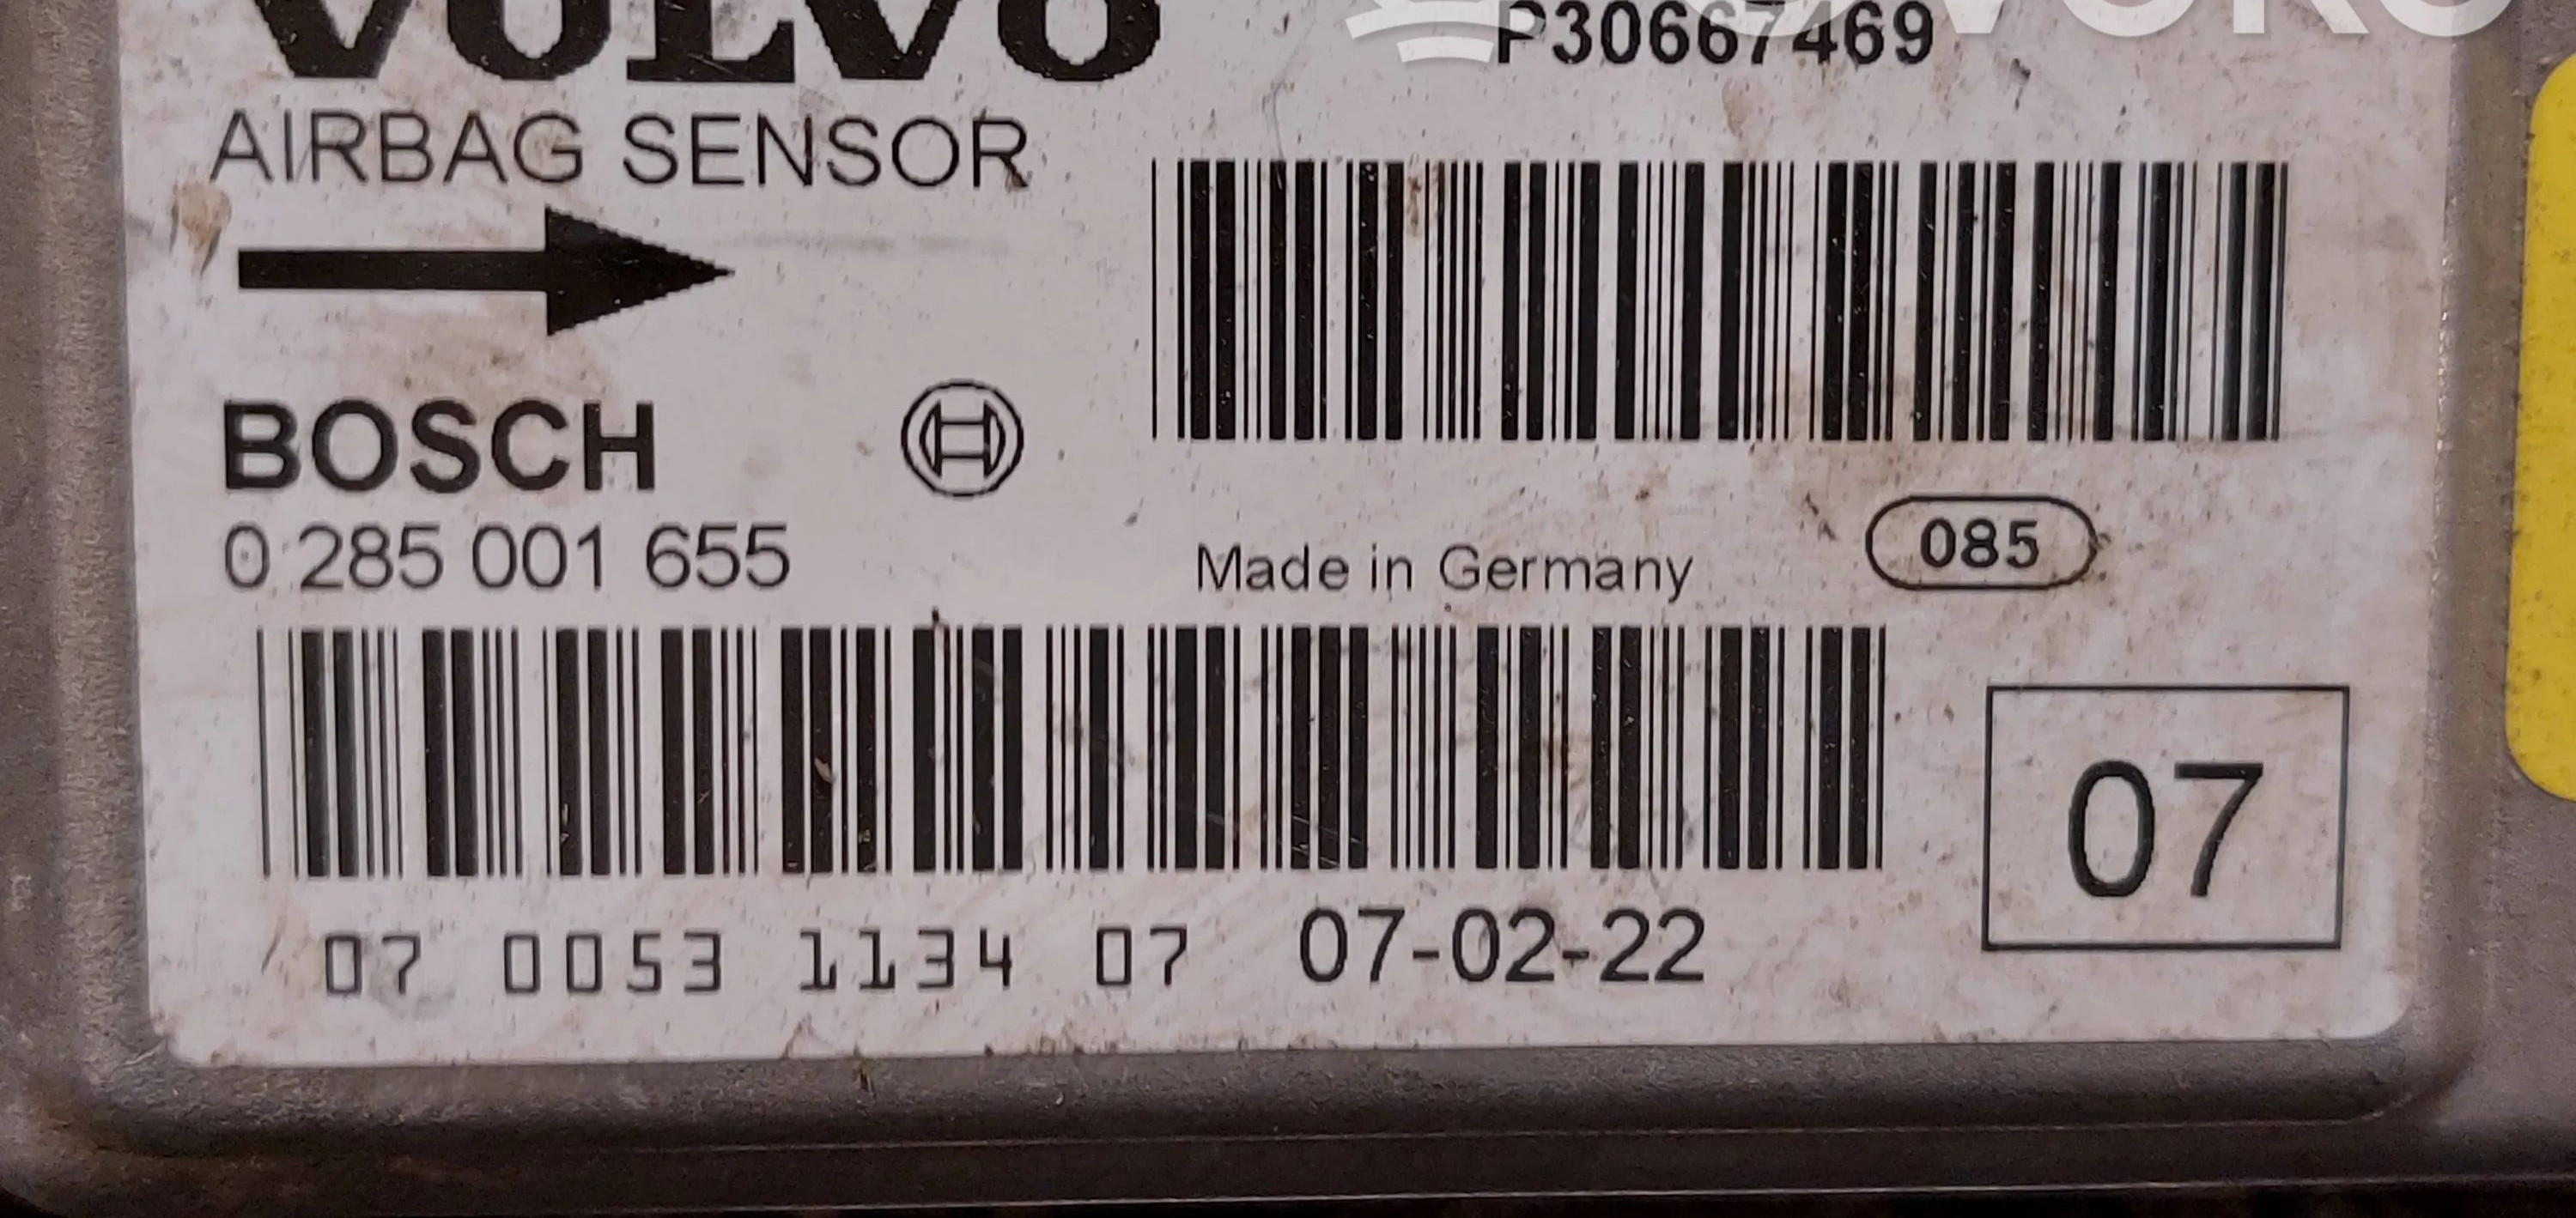 VOLVO
P30667469
AIRBAG SENSOR
BOSCH
0 285 001 655
Made in Germany
085
07
07 0053 1134 07 07-02-22